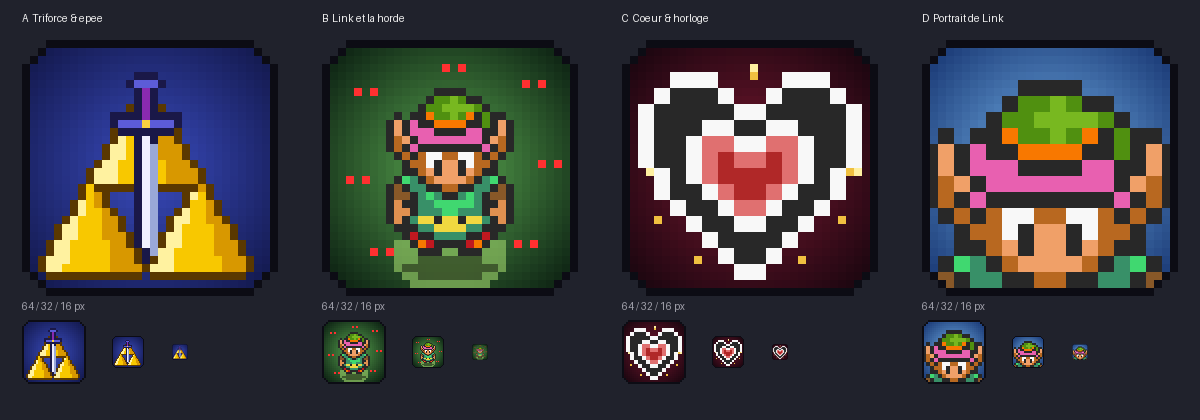 A Triforce & epee
B Link et la horde
C Coeur & horloge
D Portrait de Link
64 / 32 / 16 px
64 / 32 / 16 px
64 / 32 / 16 px
64 / 32 / 16 px